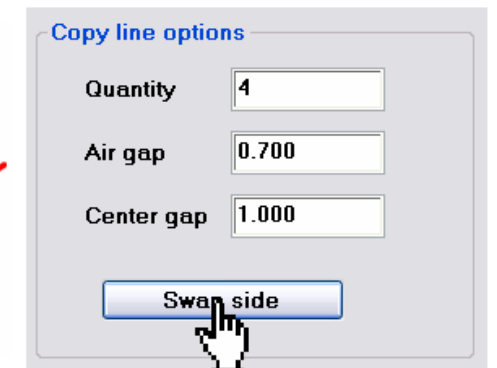 Copy line options
Quantity 4
Air gap 0.700
Center gap 1.000
Swap side